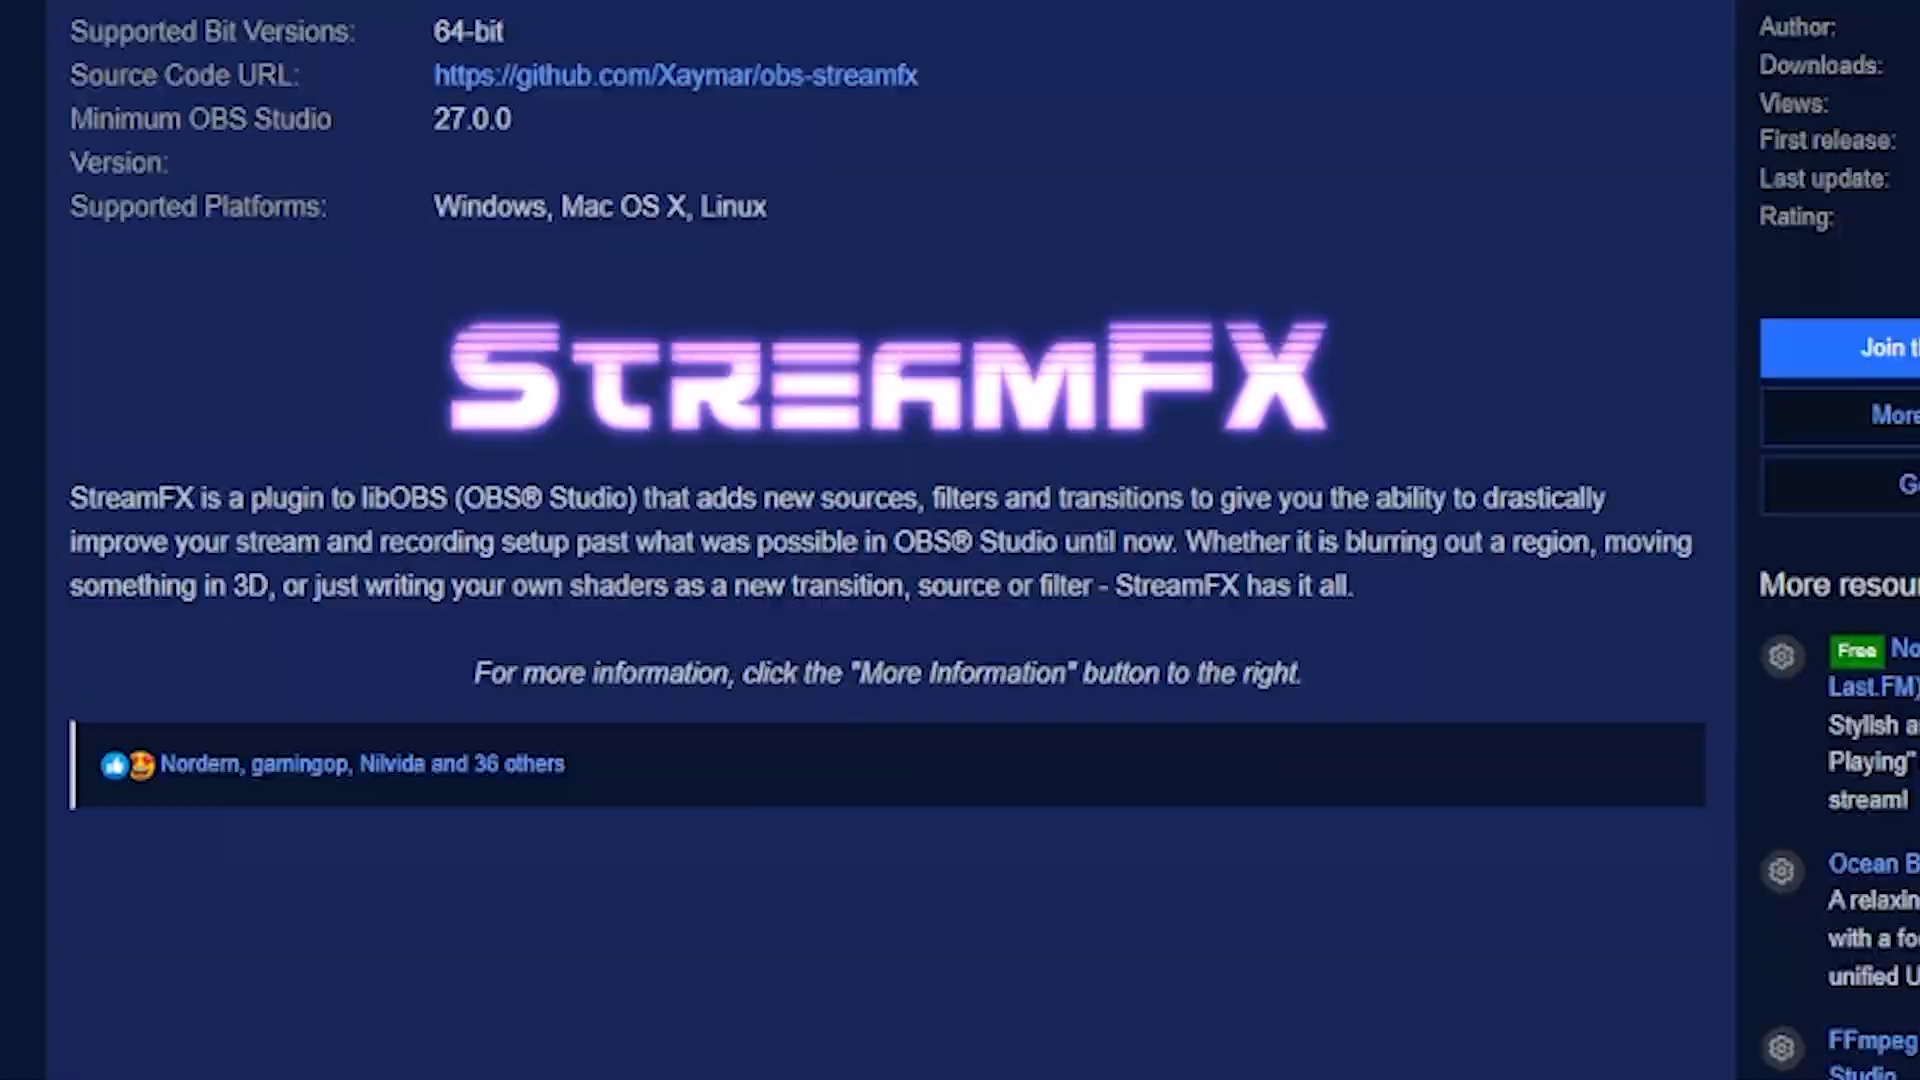 Supported Bit Versions: 64-bit
Source Code URL: https://github.com/Xaymar/obs-streamfx
Minimum OBS Studio Version: 27.0.0
Supported Platforms: Windows, Mac OS X, Linux
STREAMFX
StreamFX is a plugin to libOBS (OBS® Studio) that adds new sources, filters and transitions to give you the ability to drastically
improve your stream and recording setup past what was possible in OBS® Studio until now. Whether it is blurring out a region, moving
something in 3D, or just writing your own shaders as a new transition, source or filter - StreamFX has it all.
For more information, click the "More Information" button to the right.
Nordern, gamingop, Nilvida and 36 others
Author:
Downloads:
Views:
First release:
Last update:
Rating:
Join
More
More
Free
Last.FM)
Stylish
Playing"
Ocean
A
with a
unified
FFmpeg
Studio